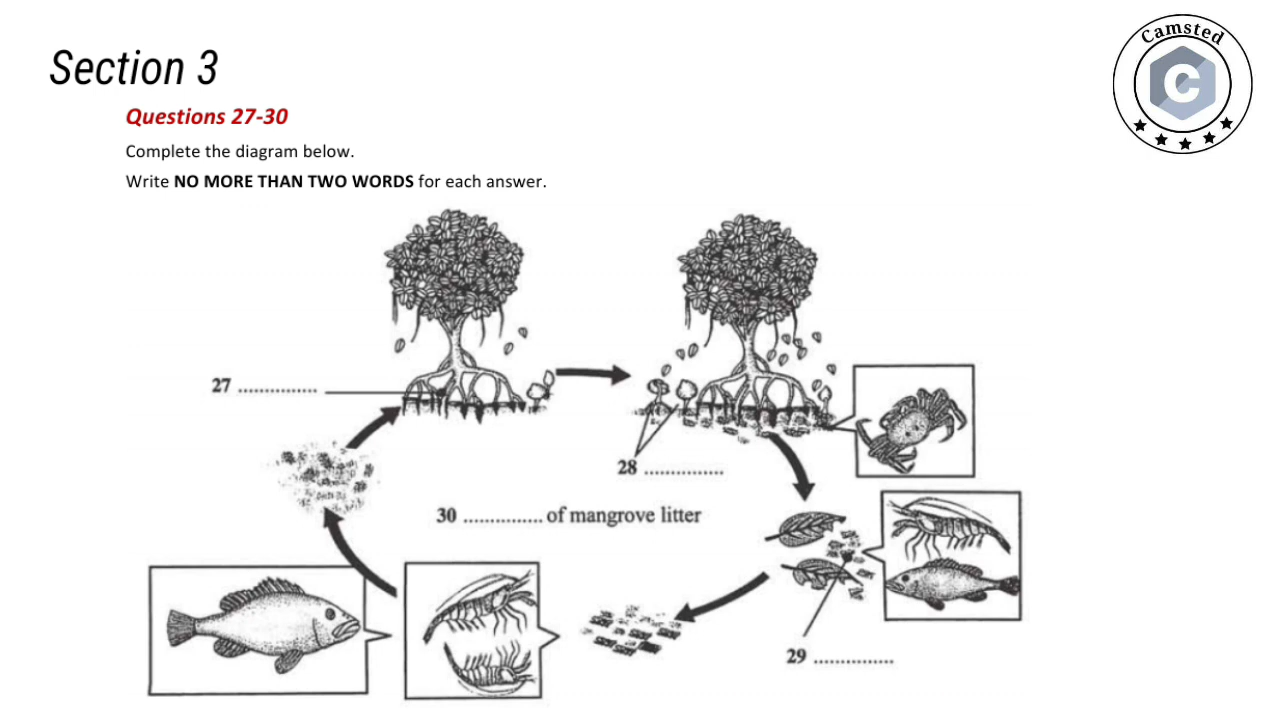 Section 3
Camsted
C
Questions 27-30
Complete the diagram below.
Write NO MORE THAN TWO WORDS for each answer.
27 ..............
28 ..............
30 .............. of mangrove litter
29 ..............